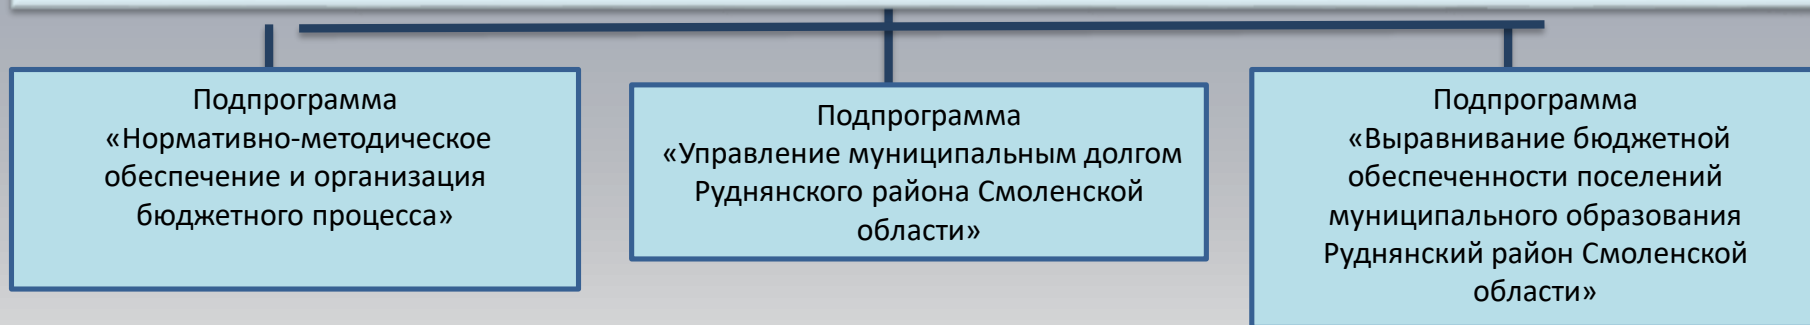 Подпрограмма
«Нормативно-методическое
обеспечение и организация
бюджетного процесса»
Подпрограмма
«Управление муниципальным долгом
Руднянского района Смоленской
области»
Подпрограмма
«Выравнивание бюджетной
обеспеченности поселений
муниципального образования
Руднянский район Смоленской
области»